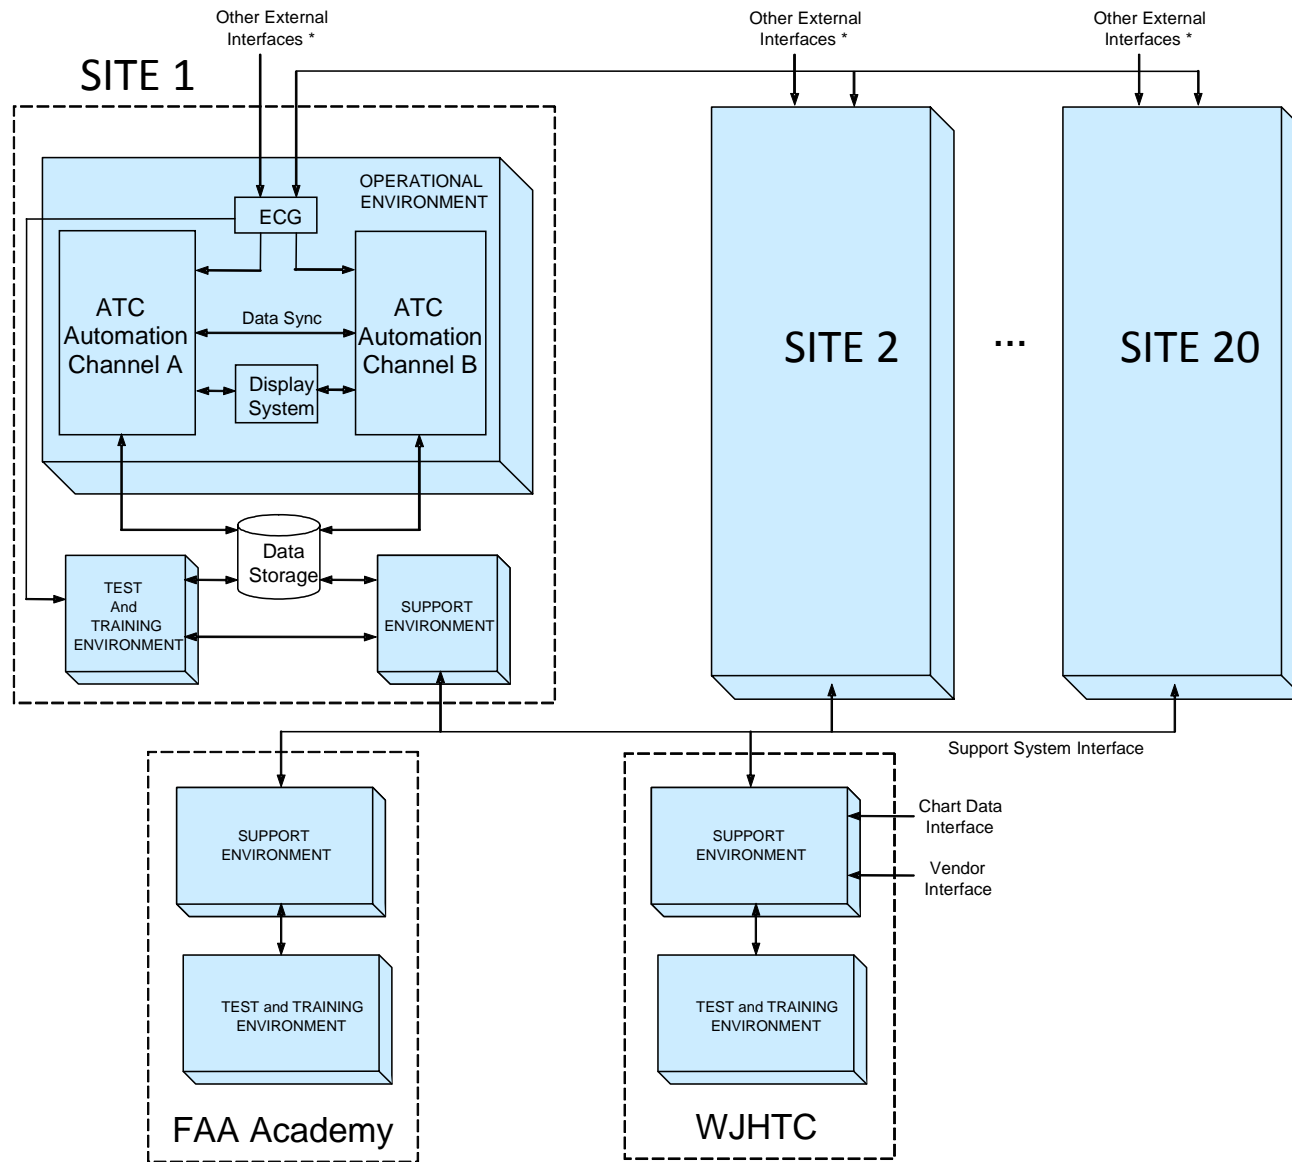 Other External
Interfaces *
Other External
Interfaces *
Other External
Interfaces *
SITE 1
OPERATIONAL
ENVIRONMENT
ECG
ATC
Automation
Channel A
Data Sync
ATC
Automation
Channel B
Display
System
SITE 2
...
SITE 20
Data
Storage
TEST
And
TRAINING
ENVIRONMENT
SUPPORT
ENVIRONMENT
Support System Interface
SUPPORT
ENVIRONMENT
TEST and TRAINING
ENVIRONMENT
FAA Academy
SUPPORT
ENVIRONMENT
Chart Data
Interface
Vendor
Interface
TEST and TRAINING
ENVIRONMENT
WJHTC